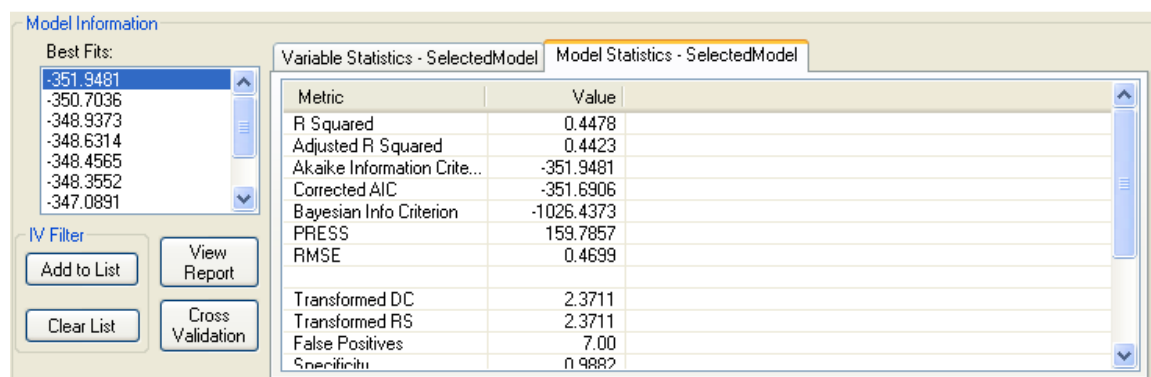 Model Information
Best Fits:
-351.9481
-350.7036
-348.9373
-348.6314
-348.4565
-348.3552
-347.0891
IV Filter
Add to List
Clear List
View
Report
Cross
Validation
Variable Statistics - SelectedModel
Model Statistics - SelectedModel
Metric Value
R Squared 0.4478
Adjusted R Squared 0.4423
Akaike Information Crite... -351.9481
Corrected AIC -351.6906
Bayesian Info Criterion -1026.4373
PRESS 159.7857
RMSE 0.4699
Transformed DC 2.3711
Transformed RS 2.3711
False Positives 7.00
Specificity 0.9882